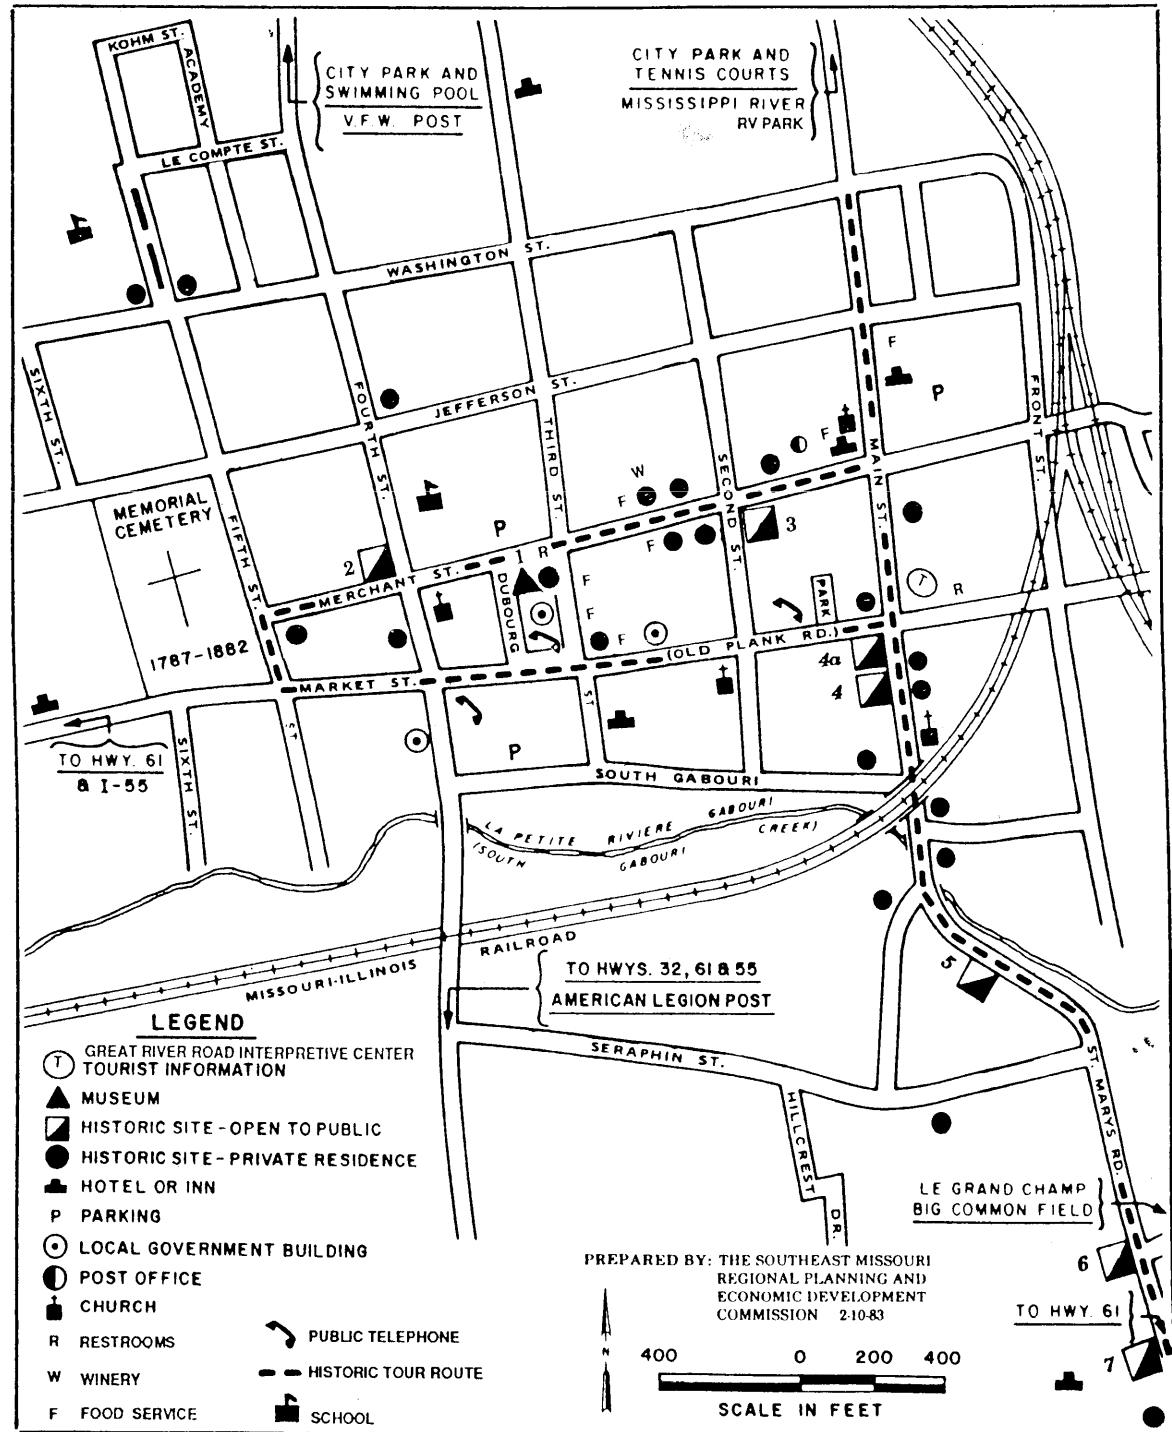 KOHM ST.
ACADEMY
LE COMPTE ST.
CITY PARK AND
SWIMMING POOL
V.F.W. POST
CITY PARK AND
TENNIS COURTS
MISSISSIPPI RIVER
RV PARK
WASHINGTON ST.
SIXTH ST.
FOURTH ST.
JEFFERSON ST.
THIRD ST.
SECOND ST.
MAIN ST.
FRONT ST.
F
P
F
W
F
MEMORIAL
CEMETERY
1787-1882
FIFTH ST.
2
P
1
R
F
3
MERCHANT ST.
DUBOURG
F
F
F
PARK
T
R
(OLD PLANK RD.)
4a
4
MARKET ST.
ST
ST
P
TO HWY. 61
& I-55
SIXTH ST.
SOUTH GABOURI
LA PETITE RIVIERE GABOURI
(SOUTH GABOURI CREEK)
MISSOURI-ILLINOIS RAILROAD
5
TO HWYS. 32, 61 & 55
AMERICAN LEGION POST
SERAPHIN ST.
HILLCREST
DR.
ST. MARYS RD.
LE GRAND CHAMP
BIG COMMON FIELD
6
TO HWY. 61
7
LEGEND
T GREAT RIVER ROAD INTERPRETIVE CENTER
TOURIST INFORMATION
MUSEUM
HISTORIC SITE-OPEN TO PUBLIC
HISTORIC SITE-PRIVATE RESIDENCE
HOTEL OR INN
P PARKING
LOCAL GOVERNMENT BUILDING
POST OFFICE
CHURCH
R RESTROOMS
W WINERY
F FOOD SERVICE
PUBLIC TELEPHONE
HISTORIC TOUR ROUTE
SCHOOL
PREPARED BY: THE SOUTHEAST MISSOURI
REGIONAL PLANNING AND
ECONOMIC DEVELOPMENT
COMMISSION 2-10-83
N
400 0 200 400
SCALE IN FEET